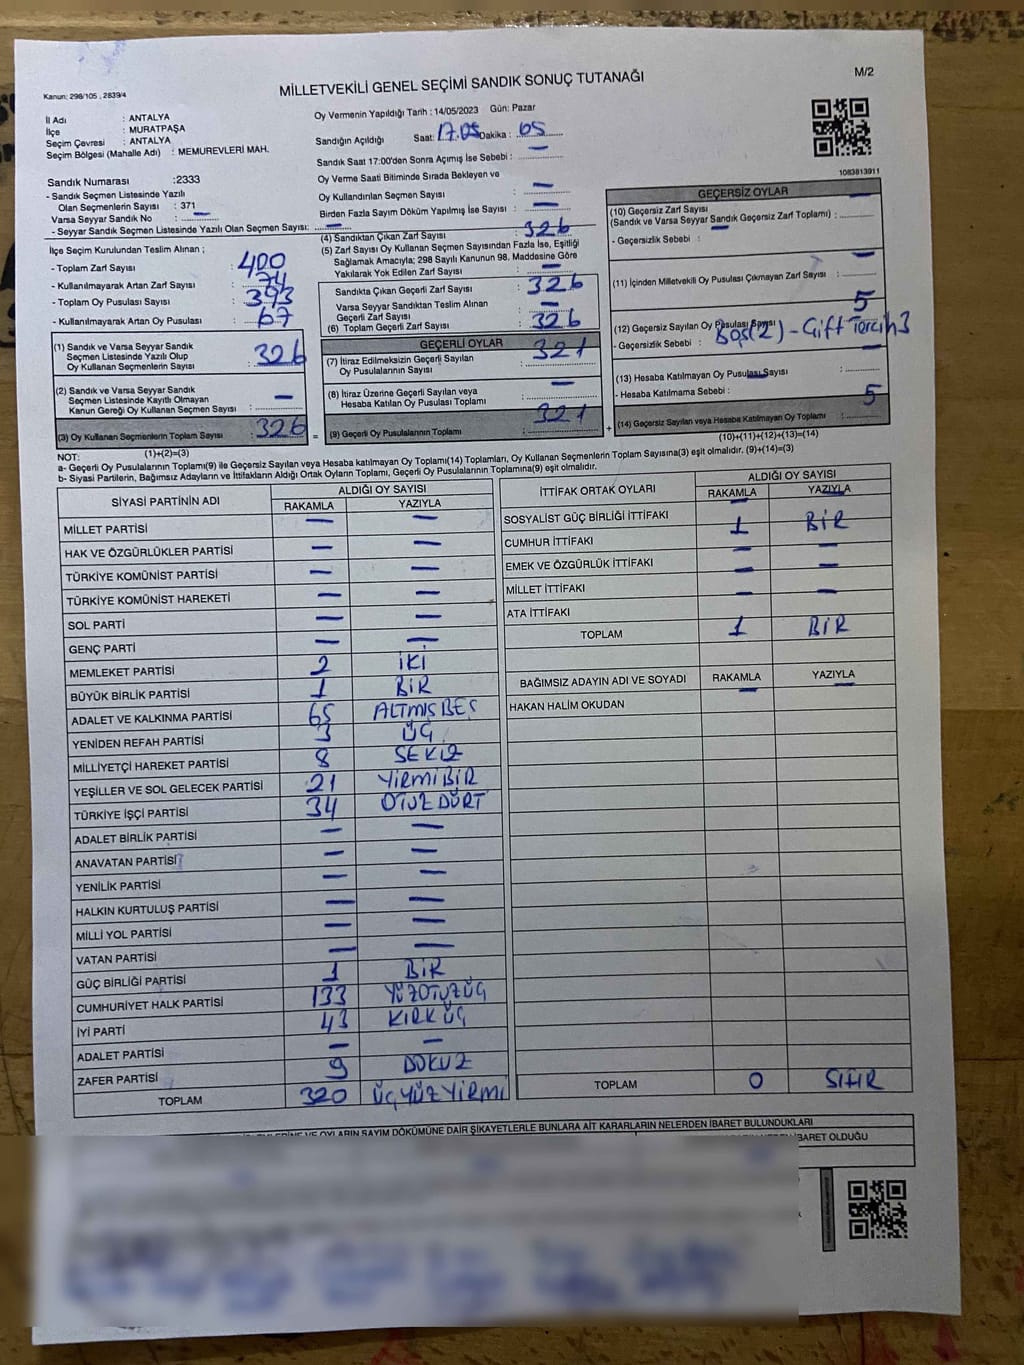 M/2
Kanun: 298/105 , 2839/4
MİLLETVEKİLİ GENEL SEÇİMİ SANDIK SONUÇ TUTANAĞI
İl Adı : ANTALYA
İlçe : MURATPAŞA
Seçim Çevresi : ANTALYA
Seçim Bölgesi (Mahalle Adı) : MEMUREVLERİ MAH.
Sandık Numarası :2333
- Sandık Seçmen Listesinde Yazılı
Olan Seçmenlerin Sayısı : 371
Varsa Seyyar Sandık No : —
- Seyyar Sandık Seçmen Listesinde Yazılı Olan Seçmen Sayısı: —
Oy Vermenin Yapıldığı Tarih : 14/05/2023 Gün: Pazar
Sandığın Açıldığı Saat: 17.05 Dakika : 05
Sandık Saat 17:00'den Sonra Açımış İse Sebebi : —
Oy Verme Saati Bitiminde Sırada Bekleyen ve
Oy Kullandırılan Seçmen Sayısı : —
Birden Fazla Sayım Döküm Yapılmış İse Sayısı : —
1083813911
İlçe Seçim Kurulundan Teslim Alınan ;
- Toplam Zarf Sayısı : 400
- Kullanılmayarak Artan Zarf Sayısı : 74
- Toplam Oy Pusulası Sayısı : 393
- Kullanılmayarak Artan Oy Pusulası : 67
(1) Sandık ve Varsa Seyyar Sandık
Seçmen Listesinde Yazılı Olup
Oy Kullanan Seçmenlerin Sayısı : 326
(2) Sandık ve Varsa Seyyar Sandık
Seçmen Listesinde Kayıtlı Olmayan
Kanun Gereği Oy Kullanan Seçmen Sayısı : —
(3) Oy Kullanan Seçmenlerin Toplam Sayısı : 326
(1)+(2)=(3)
(4) Sandıktan Çıkan Zarf Sayısı : 326
(5) Zarf Sayısı Oy Kullanan Seçmen Sayısından Fazla İse, Eşitliği
Sağlamak Amacıyla; 298 Sayılı Kanunun 98. Maddesine Göre
Yakılarak Yok Edilen Zarf Sayısı : —
Sandıkta Çıkan Geçerli Zarf Sayısı : 326
Varsa Seyyar Sandıktan Teslim Alınan
Geçerli Zarf Sayısı : —
(6) Toplam Geçerli Zarf Sayısı : 326
GEÇERLİ OYLAR
(7) İtiraz Edilmeksizin Geçerli Sayılan
Oy Pusulalarının Sayısı : 321
(8) İtiraz Üzerine Geçerli Sayılan veya
Hesaba Katılan Oy Pusulası Toplamı : —
= (9) Geçerli Oy Pusulalarının Toplamı : 321
GEÇERSİZ OYLAR
(10) Geçersiz Zarf Sayısı
(Sandık ve Varsa Seyyar Sandık Geçersiz Zarf Toplamı) : —
- Geçersizlik Sebebi : —
(11) İçinden Milletvekili Oy Pusulası Çıkmayan Zarf Sayısı : —
(12) Geçersiz Sayılan Oy Pusulası Sayısı : 5
- Geçersizlik Sebebi : Boş(2) - Çift Tercih 3
(13) Hesaba Katılmayan Oy Pusulası Sayısı : —
- Hesaba Katılmama Sebebi : —
+ (14) Geçersiz Sayılan veya Hesaba Katılmayan Oy Toplamı : 5
(10)+(11)+(12)+(13)=(14)
NOT:
a- Geçerli Oy Pusulalarının Toplamı(9) ile Geçersiz Sayılan veya Hesaba katılmayan Oy Toplamı(14) Toplamları, Oy Kullanan Seçmenlerin Toplam Sayısına(3) eşit olmalıdır. (9)+(14)=(3)
b- Siyasi Partilerin, Bağımsız Adayların ve İttifakların Aldığı Ortak Oyların Toplamı, Geçerli Oy Pusulalarının Toplamına(9) eşit olmalıdır.
SİYASİ PARTİNİN ADI ALDIĞI OY SAYISI
RAKAMLA YAZIYLA
MİLLET PARTİSİ — —
HAK VE ÖZGÜRLÜKLER PARTİSİ — —
TÜRKİYE KOMÜNİST PARTİSİ — —
TÜRKİYE KOMÜNİST HAREKETİ — —
SOL PARTİ — —
GENÇ PARTİ — —
MEMLEKET PARTİSİ 2 İKİ
BÜYÜK BİRLİK PARTİSİ 1 BİR
ADALET VE KALKINMA PARTİSİ 65 ALTMIŞBEŞ
YENİDEN REFAH PARTİSİ 3 ÜÇ
MİLLİYETÇİ HAREKET PARTİSİ 8 SEKİZ
YEŞİLLER VE SOL GELECEK PARTİSİ 21 YİRMİBİR
TÜRKİYE İŞÇİ PARTİSİ 34 OTUZDÖRT
ADALET BİRLİK PARTİSİ — —
ANAVATAN PARTİSİ — —
YENİLİK PARTİSİ — —
HALKIN KURTULUŞ PARTİSİ — —
MİLLİ YOL PARTİSİ — —
VATAN PARTİSİ — —
GÜÇ BİRLİĞİ PARTİSİ 1 BİR
CUMHURİYET HALK PARTİSİ 133 YÜZOTUZÜÇ
İYİ PARTİ 43 KIRKÜÇ
ADALET PARTİSİ — —
ZAFER PARTİSİ 9 DOKUZ
TOPLAM 320 ÜÇYÜZYİRMİ
İTTİFAK ORTAK OYLARI ALDIĞI OY SAYISI
RAKAMLA YAZIYLA
SOSYALİST GÜÇ BİRLİĞİ İTTİFAKI — —
CUMHUR İTTİFAKI 1 BİR
EMEK VE ÖZGÜRLÜK İTTİFAKI — —
MİLLET İTTİFAKI — —
ATA İTTİFAKI — —
TOPLAM 1 BİR
BAĞIMSIZ ADAYIN ADI VE SOYADI RAKAMLA YAZIYLA
HAKAN HALİM OKUDAN — —
TOPLAM 0 SIFIR
OYLARIN SAYIM DÖKÜMÜNE DAİR ŞİKAYETLERLE BUNLARA AİT KARARLARIN NELERDEN İBARET BULUNDUKLARI
İBARET OLDUĞU